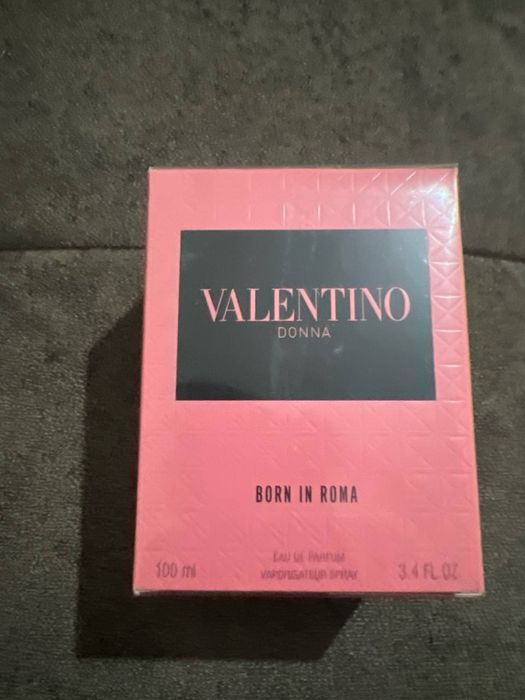 VALENTINO
DONNA
BORN IN ROMA
EAU DE PARFUM
100 ml VAPORISATEUR SPRAY 3.4 FL.OZ